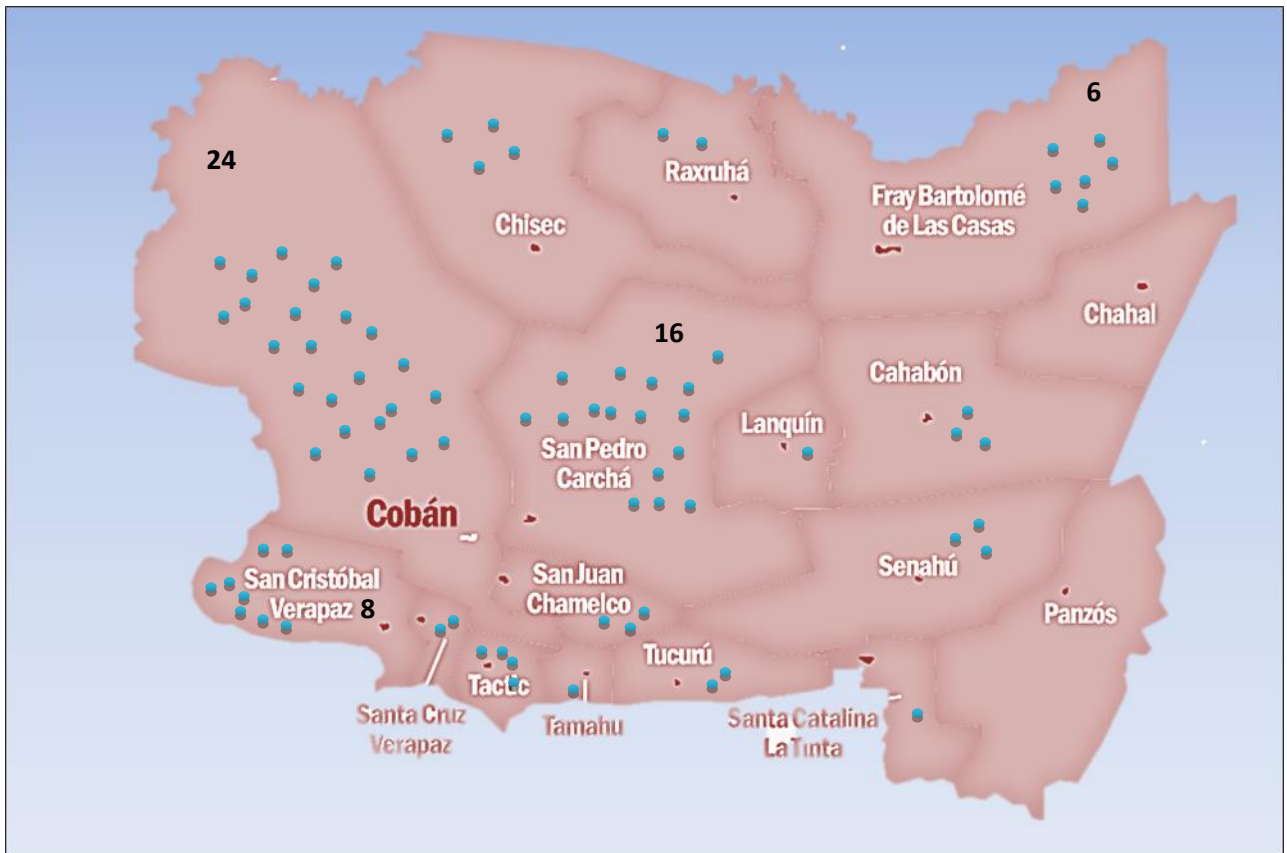 6
24
Raxruhá
Fray Bartolomé
de Las Casas
Chisec
Chahal
16
Cahabón
Lanquín
San Pedro
Carchá
Cobán
San Cristóbal
Verapaz 8
San Juan
Chamelco
Senahú
Panzós
Tucurú
Tactic
Santa Cruz
Verapaz
Tamahu
Santa Catalina
La Tinta